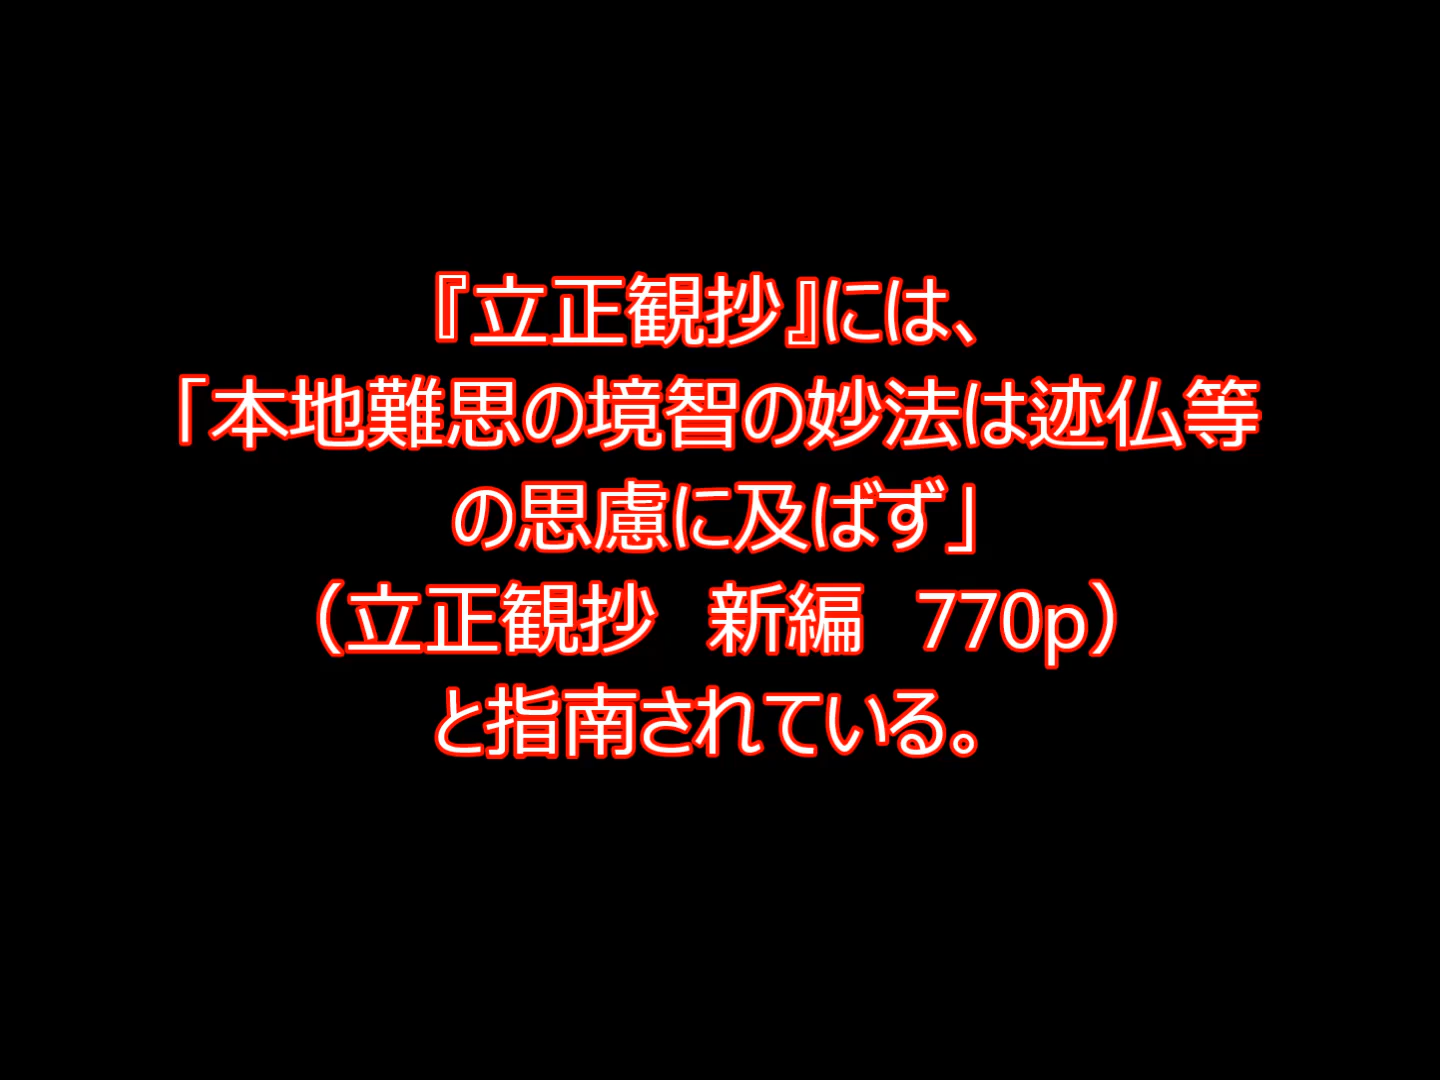 『立正観抄』には、
「本地難思の境智の妙法は迹仏等
の思慮に及ばず」
（立正観抄　新編　770p）
と指南されている。